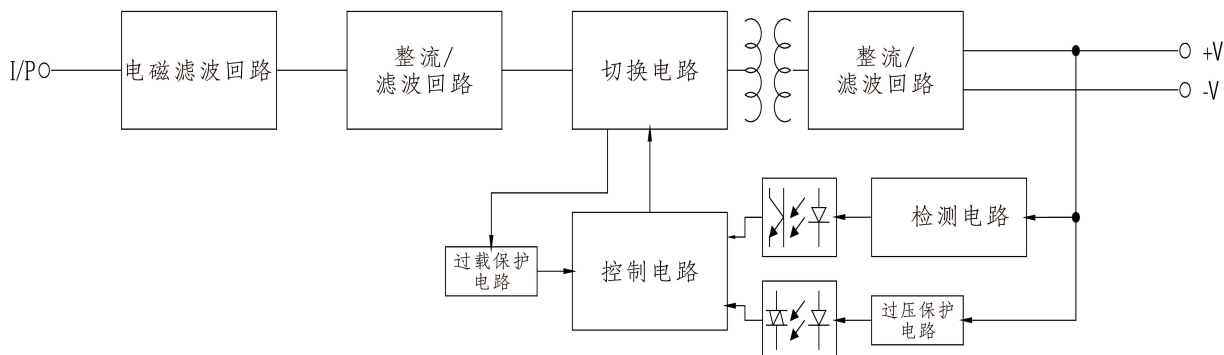 I/P
电磁滤波回路
整流/
滤波回路
切换电路
整流/
滤波回路
+V
-V
检测电路
过载保护
电路
控制电路
过压保护
电路